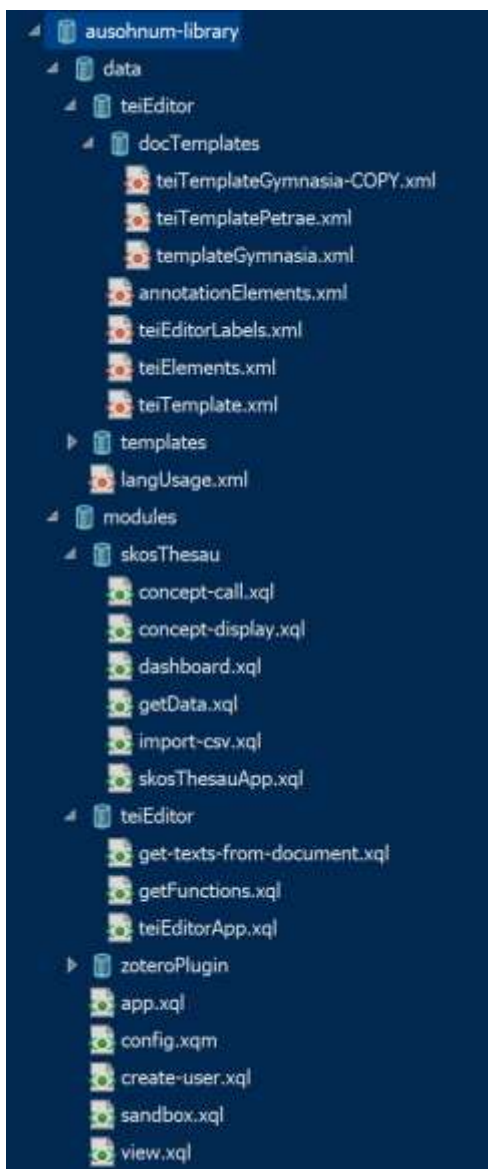 ausohnum-library
data
teiEditor
docTemplates
teiTemplateGymnasia-COPY.xml
teiTemplatePetrae.xml
templateGymnasia.xml
annotationElements.xml
teiEditorLabels.xml
teiElements.xml
teiTemplate.xml
templates
langUsage.xml
modules
skosThesau
concept-call.xql
concept-display.xql
dashboard.xql
getData.xql
import-csv.xql
skosThesauApp.xql
teiEditor
get-texts-from-document.xql
getFunctions.xql
teiEditorApp.xql
zoteroPlugin
app.xql
config.xqm
create-user.xql
sandbox.xql
view.xql